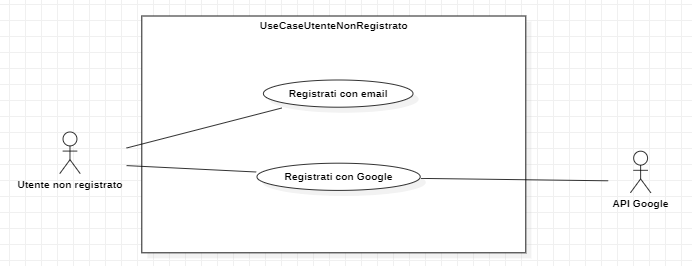 UseCaseUtenteNonRegistrato
Registrati con email
Registrati con Google
Utente non registrato
API Google